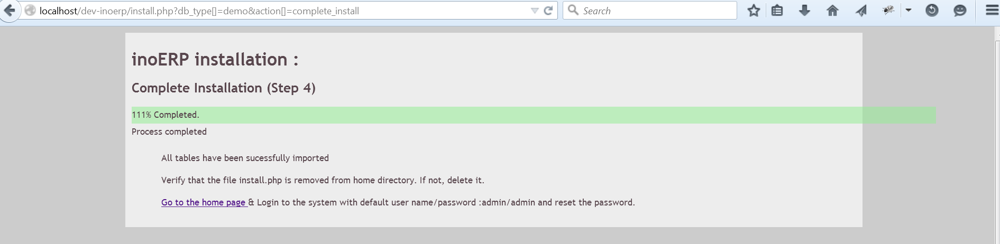 localhost/dev-inoerp/install.php?db_type[]=demo&action[]=complete_install
Search
inoERP installation :
Complete Installation (Step 4)
111% Completed.
Process completed
All tables have been sucessfully imported
Verify that the file install.php is removed from home directory. If not, delete it.
Go to the home page & Login to the system with default user name/password :admin/admin and reset the password.